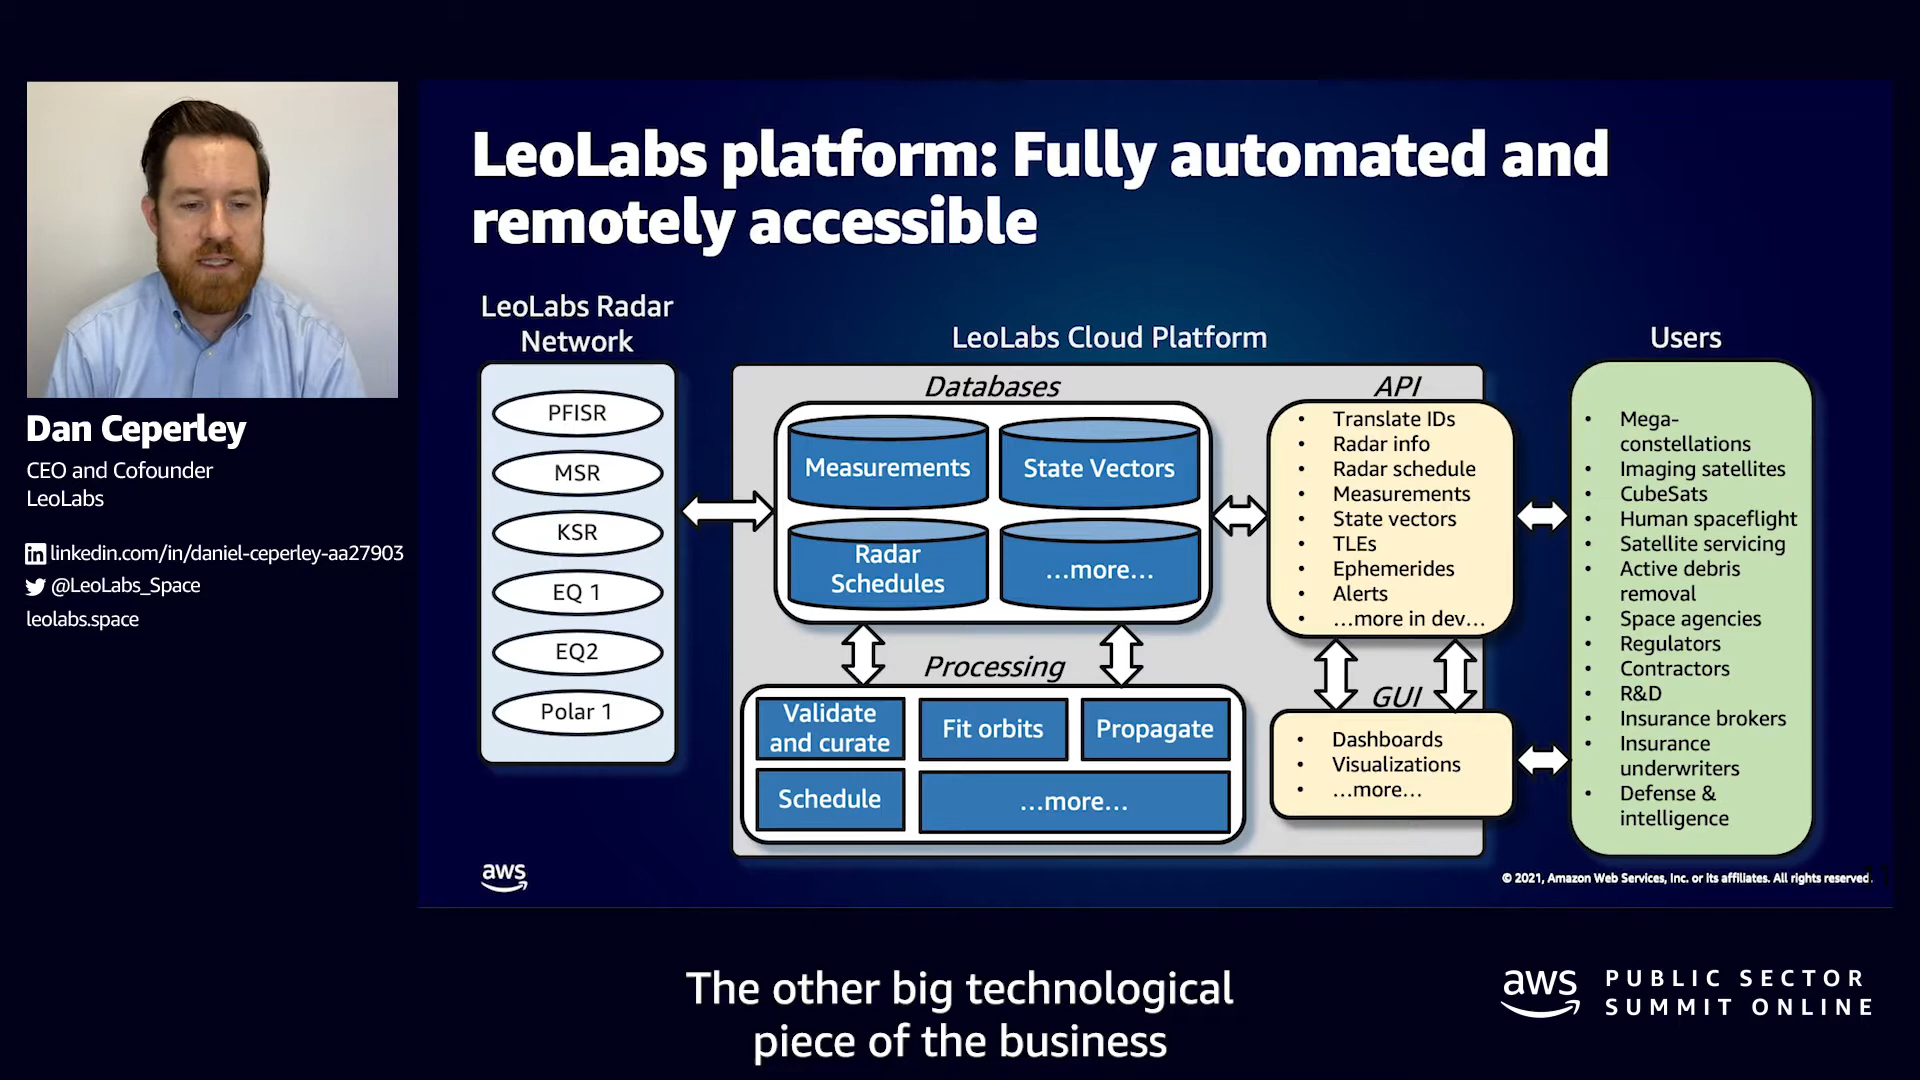 LeoLabs platform: Fully automated and
remotely accessible
Dan Ceperley
CEO and Cofounder
LeoLabs
linkedin.com/in/daniel-ceperley-aa27903
@LeoLabs_Space
leolabs.space
LeoLabs Radar
Network
PFISR
MSR
KSR
EQ 1
EQ2
Polar 1
LeoLabs Cloud Platform
Databases
Measurements
State Vectors
Radar
Schedules
...more...
Processing
Validate
and curate
Fit orbits
Propagate
Schedule
...more...
API
• Translate IDs
• Radar info
• Radar schedule
• Measurements
• State vectors
• TLEs
• Ephemerides
• Alerts
• ...more in dev...
GUI
• Dashboards
• Visualizations
• ...more...
Users
• Mega-
constellations
• Imaging satellites
• CubeSats
• Human spaceflight
• Satellite servicing
• Active debris
removal
• Space agencies
• Regulators
• Contractors
• R&D
• Insurance brokers
• Insurance
underwriters
• Defense &
intelligence
aws
© 2021, Amazon Web Services, Inc. or its affiliates. All rights reserved.
The other big technological
piece of the business
aws
PUBLIC SECTOR
SUMMIT ONLINE